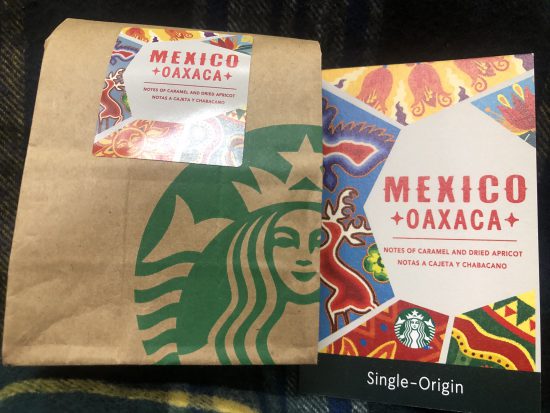 MEXICO
OAXACA
NOTES OF CARAMEL AND DRIED APRICOT
NOTAS A CAJETA Y CHABACANO
MEXICO
OAXACA
NOTES OF CARAMEL AND DRIED APRICOT
NOTAS A CAJETA Y CHABACANO
Single-Origin